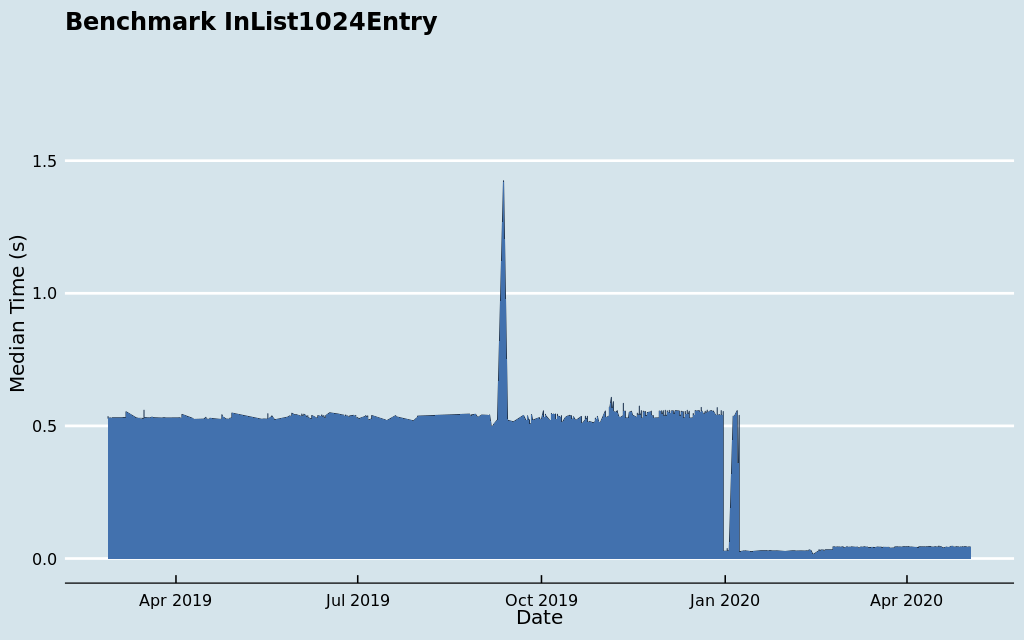 Benchmark InList1024Entry
Median Time (s)
1.5
1.0
0.5
0.0
Apr 2019 Jul 2019 Oct 2019 Jan 2020 Apr 2020
Date